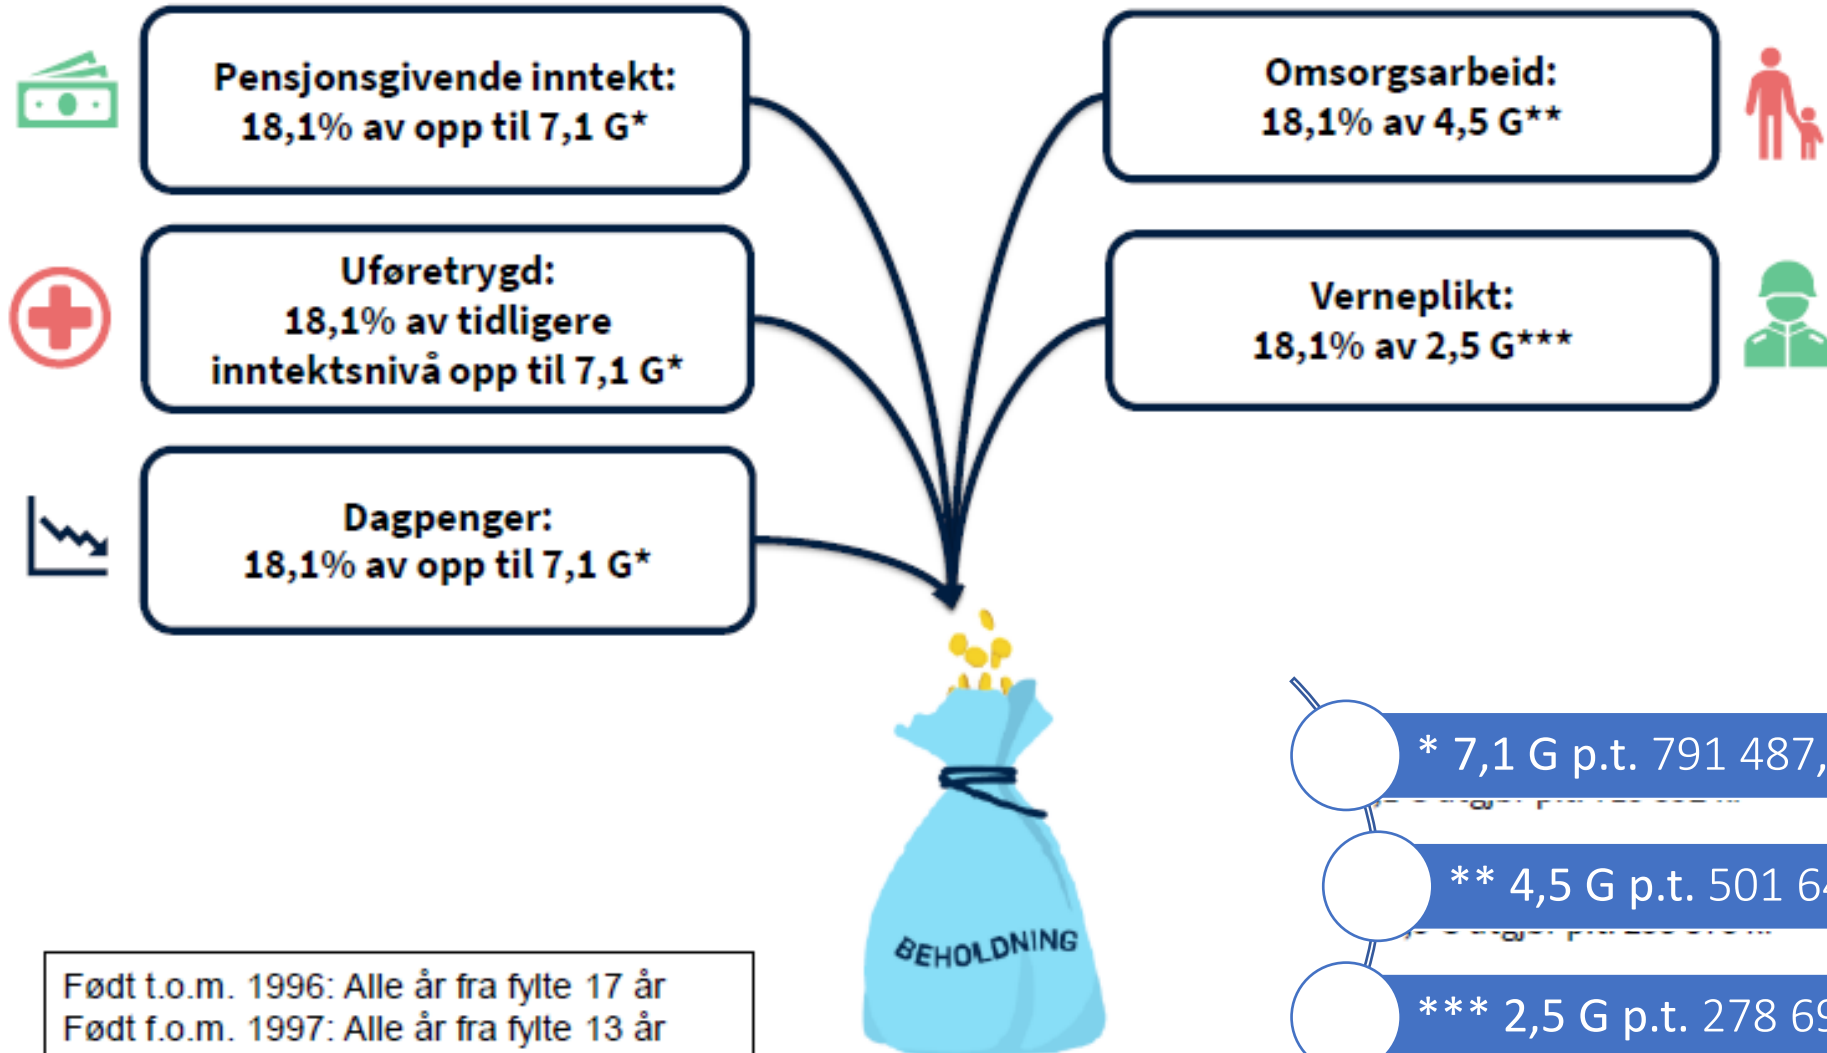 Pensjonsgivende inntekt:
18,1% av opp til 7,1 G*
Uføretrygd:
18,1% av tidligere
inntektsnivå opp til 7,1 G*
Dagpenger:
18,1% av opp til 7,1 G*
Omsorgsarbeid:
18,1% av 4,5 G**
Verneplikt:
18,1% av 2,5 G***
BEHOLDNING
* 7,1 G p.t. 791 487,
** 4,5 G p.t. 501 64
*** 2,5 G p.t. 278 69
Født t.o.m. 1996: Alle år fra fylte 17 år
Født f.o.m. 1997: Alle år fra fylte 13 år